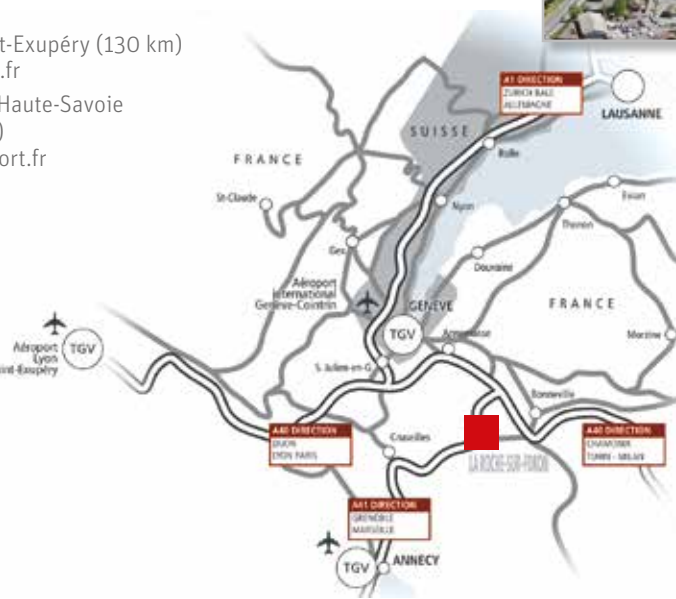 t-Exupéry (130 km)
.fr
Haute-Savoie
)
ort.fr
A1 DIRECTION
ZURICH BALE
ALLEMAGNE
LAUSANNE
SUISSE
FRANCE
Rolle
St-Claude
Nyon
Evian
Thonon
Gex
Douvaine
Aéroport
International
Genève-Cointrin
GENÈVE
FRANCE
TGV
Annemasse
Morzine
Aéroport
Lyon
int-Exupéry
TGV
S. Julien-en-G.
Bonneville
A40 DIRECTION
DIJON
LYON PARIS
Cruseilles
LA ROCHE-SUR-FORON
A40 DIRECTION
CHAMONIX
TURIN - MILAN
A41 DIRECTION
GRENOBLE
MARSEILLE
TGV
ANNECY